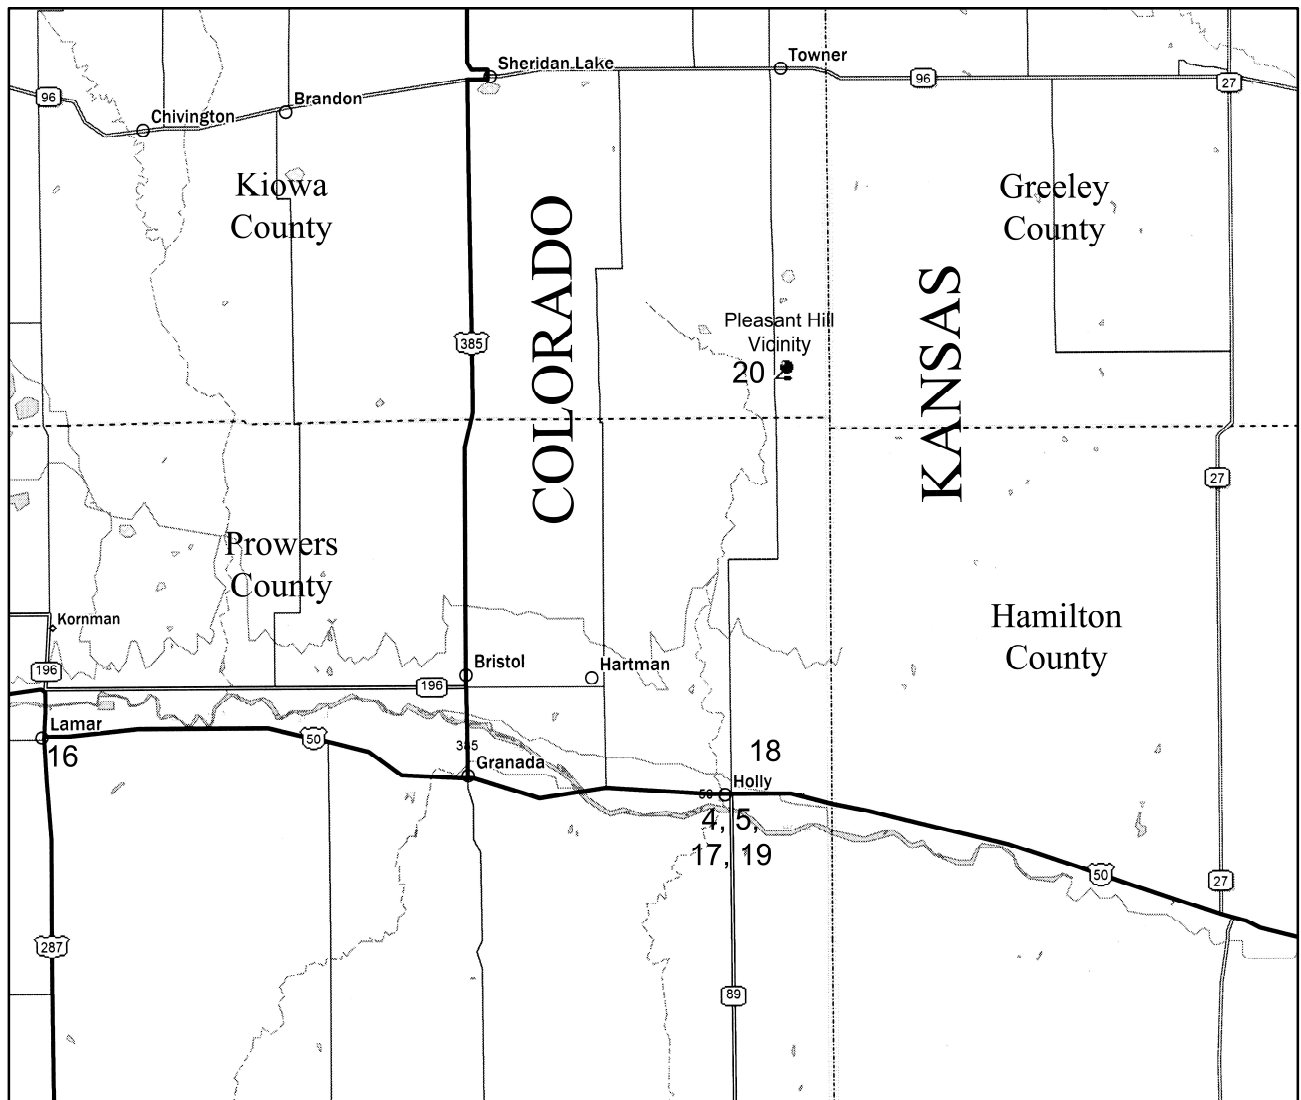 Towner
Sheridan Lake
96
27
96
Brandon
Chivington
Kiowa
County
Greeley
County
COLORADO
KANSAS
Pleasant Hill
Vicinity
20
385
27
Prowers
County
Hamilton
County
Kornman
196
Bristol
Hartman
196
Lamar
16
50
385
Granada
18
Holly
50
4, 5,
17, 19
50
27
287
89